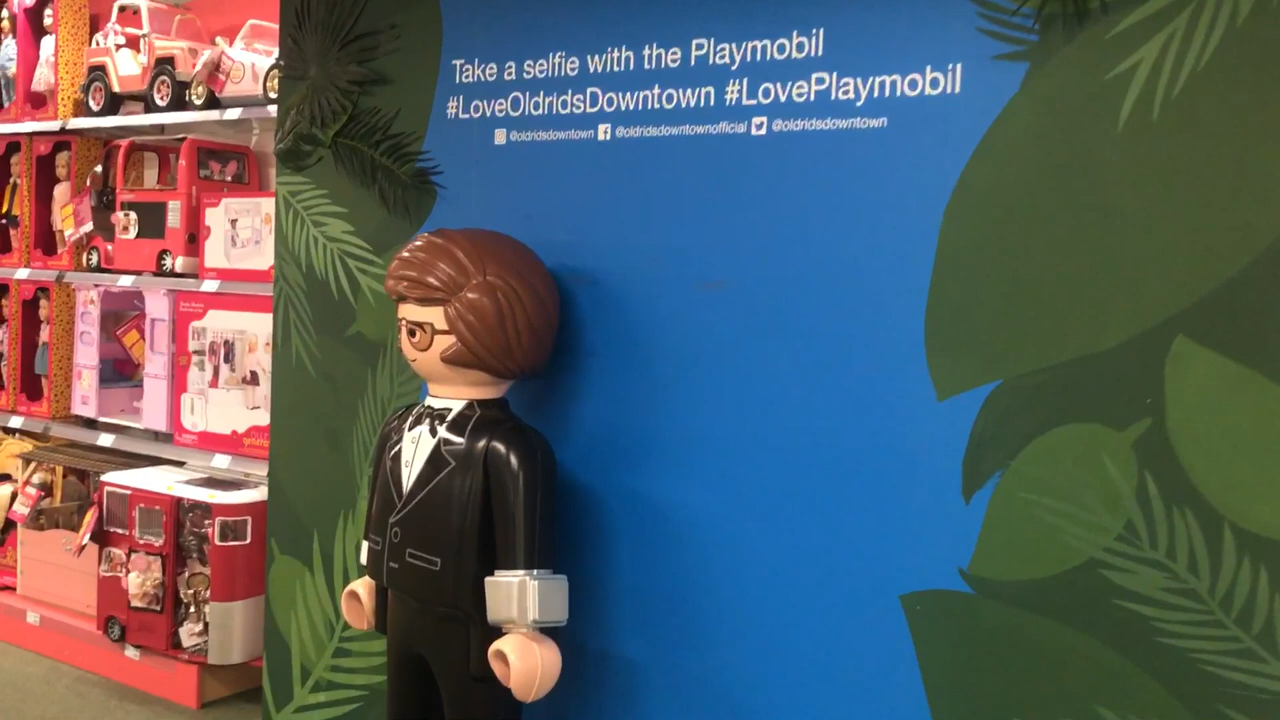 Take a selfie with the Playmobil
#LoveOldridsDowntown #LovePlaymobil
@oldridsdowntown @oldridsdowntownofficial @oldridsdowntown